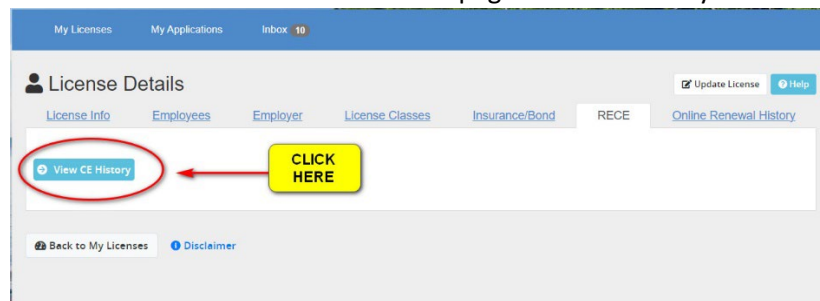 My Licenses My Applications Inbox 10
License Details
Update License Help
License Info Employees Employer License Classes Insurance/Bond RECE Online Renewal History
View CE History
CLICK
HERE
Back to My Licenses Disclaimer